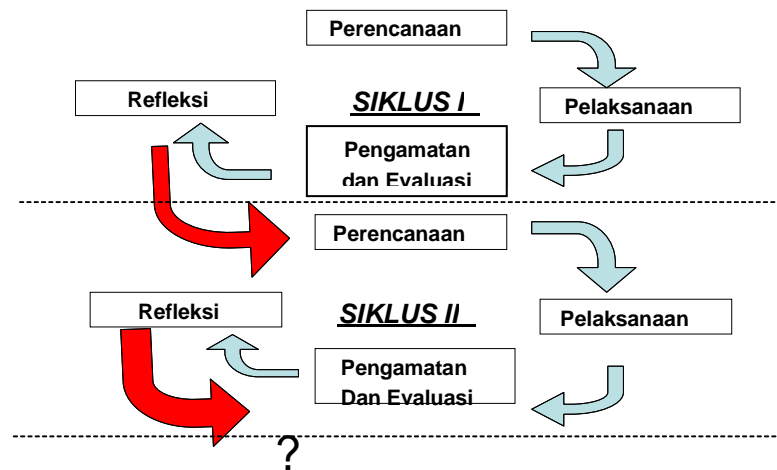 Perencanaan
Refleksi
SIKLUS I
Pelaksanaan
Pengamatan
dan Evaluasi
Perencanaan
Refleksi
SIKLUS II
Pelaksanaan
Pengamatan
Dan Evaluasi
?